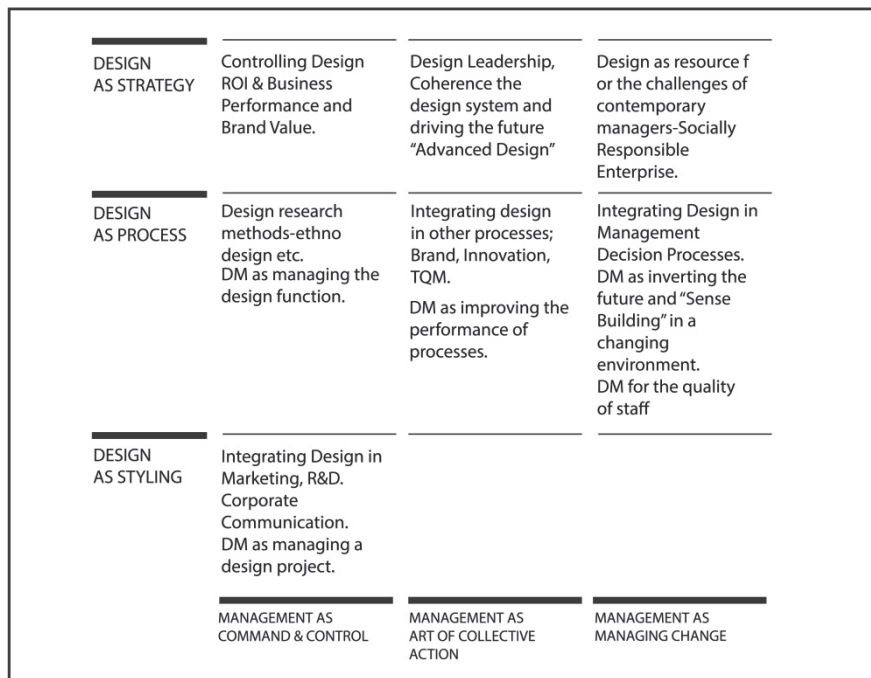 DESIGN
AS STRATEGY
Controlling Design
ROI & Business
Performance and
Brand Value.
Design Leadership,
Coherence the
design system and
driving the future
“Advanced Design”
Design as resource f
or the challenges of
contemporary
managers-Socially
Responsible
Enterprise.
DESIGN
AS PROCESS
Design research
methods-ethno
design etc.
DM as managing the
design function.
Integrating design
in other processes;
Brand, Innovation,
TQM.
DM as improving the
performance of
processes.
Integrating Design in
Management
Decision Processes.
DM as inverting the
future and “Sense
Building” in a
changing
environment.
DM for the quality
of staff
DESIGN
AS STYLING
Integrating Design in
Marketing, R&D.
Corporate
Communication.
DM as managing a
design project.
MANAGEMENT AS
COMMAND & CONTROL
MANAGEMENT AS
ART OF COLLECTIVE
ACTION
MANAGEMENT AS
MANAGING CHANGE